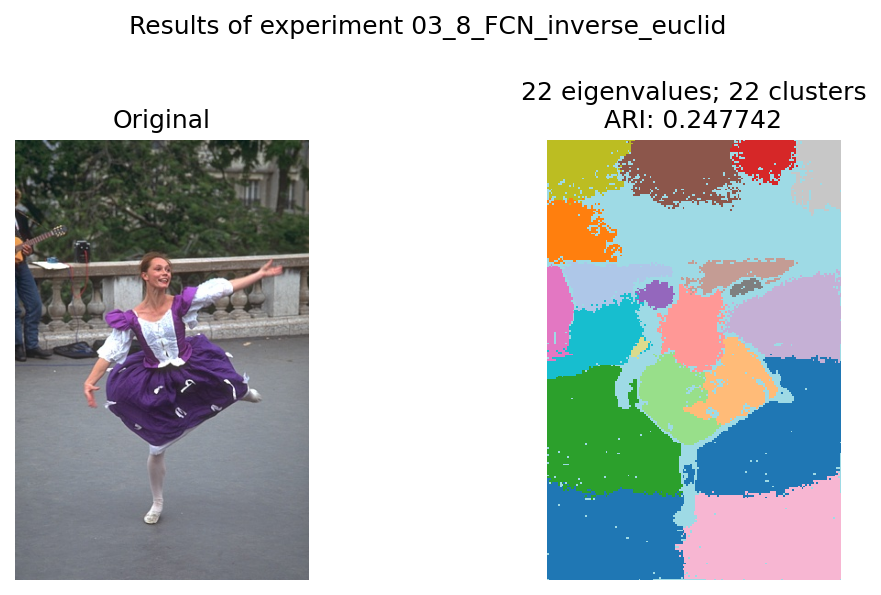 Results of experiment 03_8_FCN_inverse_euclid
Original
22 eigenvalues; 22 clusters
ARI: 0.247742